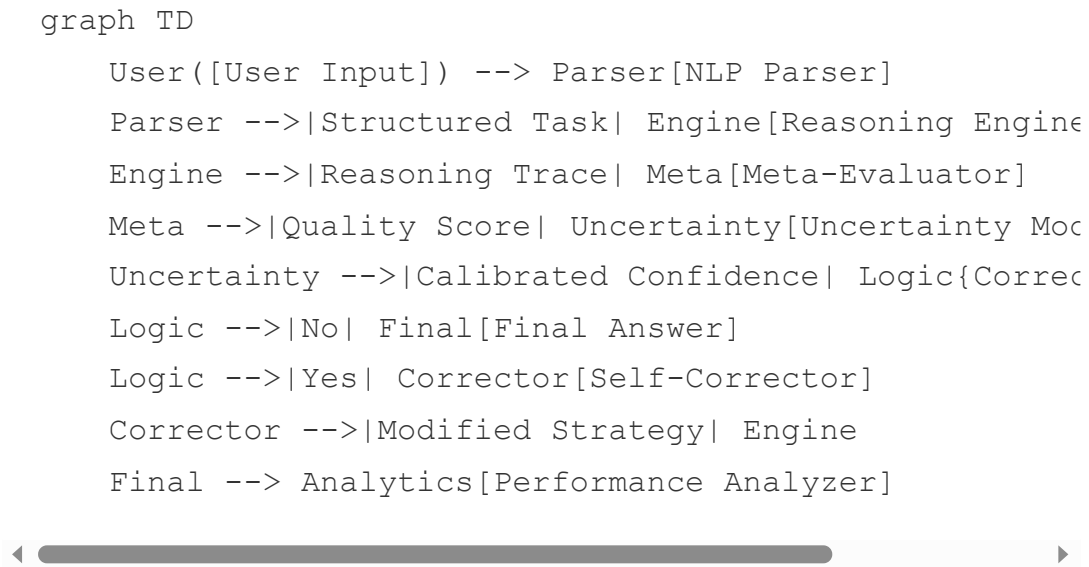 graph TD
User([User Input]) --> Parser[NLP Parser]
Parser -->|Structured Task| Engine[Reasoning Engine
Engine -->|Reasoning Trace| Meta[Meta-Evaluator]
Meta -->|Quality Score| Uncertainty[Uncertainty
Uncertainty -->|Calibrated Confidence|
Logic -->|No| Final[Final Answer]
Logic -->|Yes| Corrector[Self-Corrector]
Corrector -->|Modified Strategy| Engine
Final --> Analytics[Performance Analyzer]